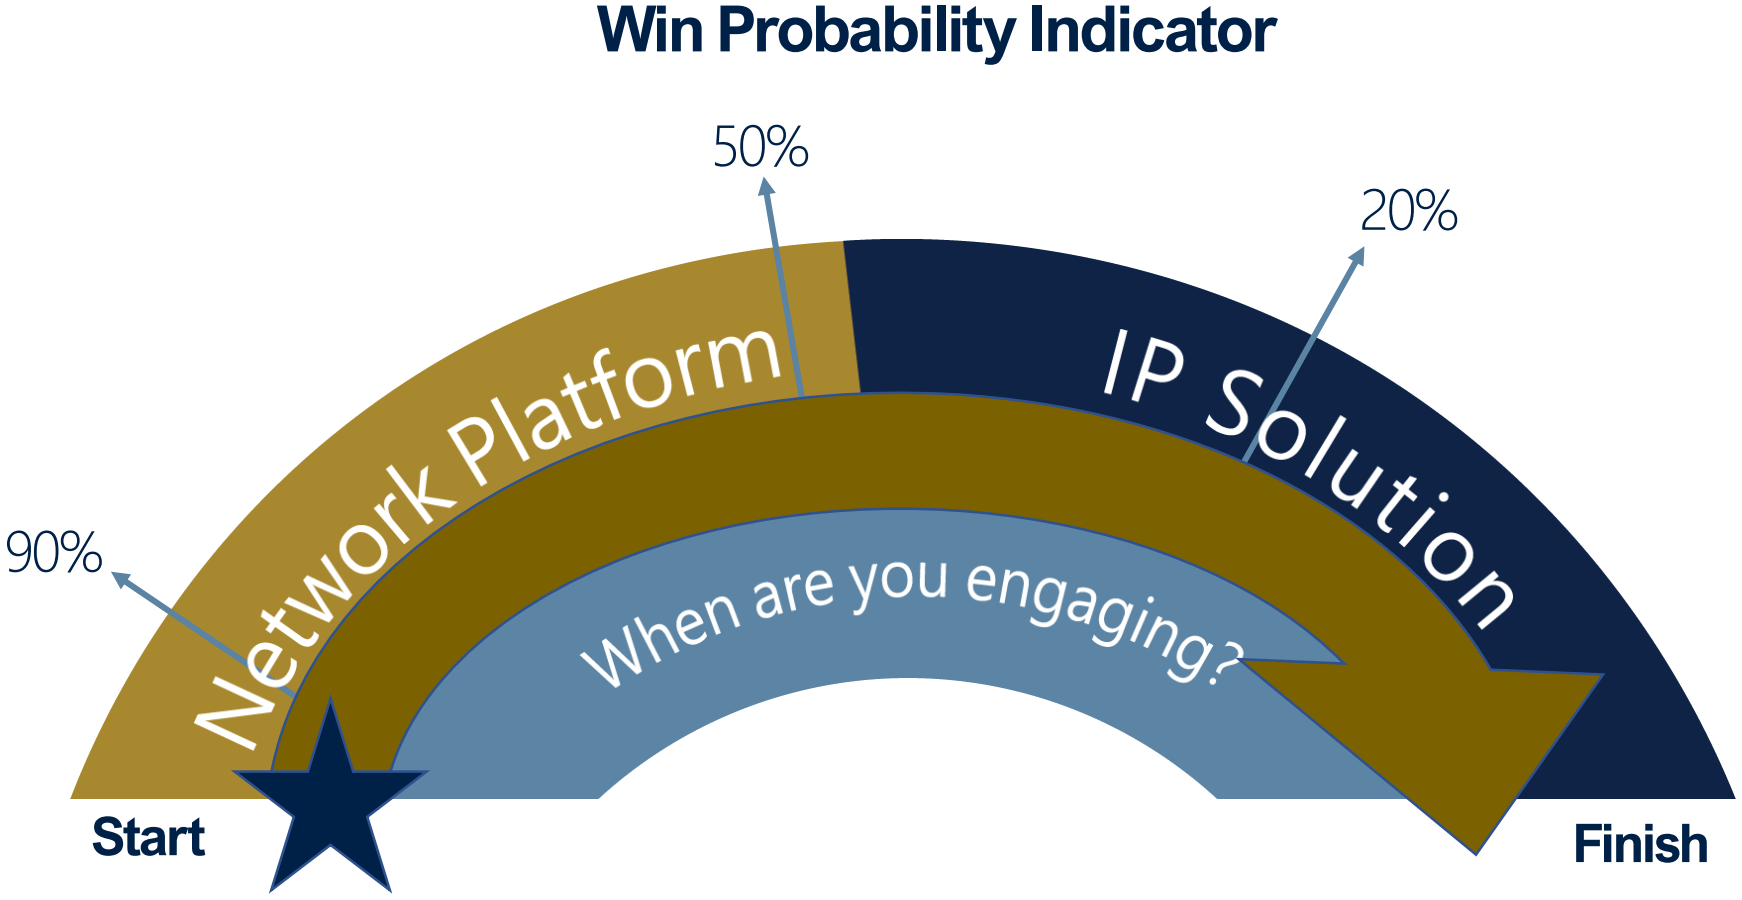 Win Probability Indicator
50%
20%
90%
Network Platform
IP Solution
When are you engaging?
Start
Finish